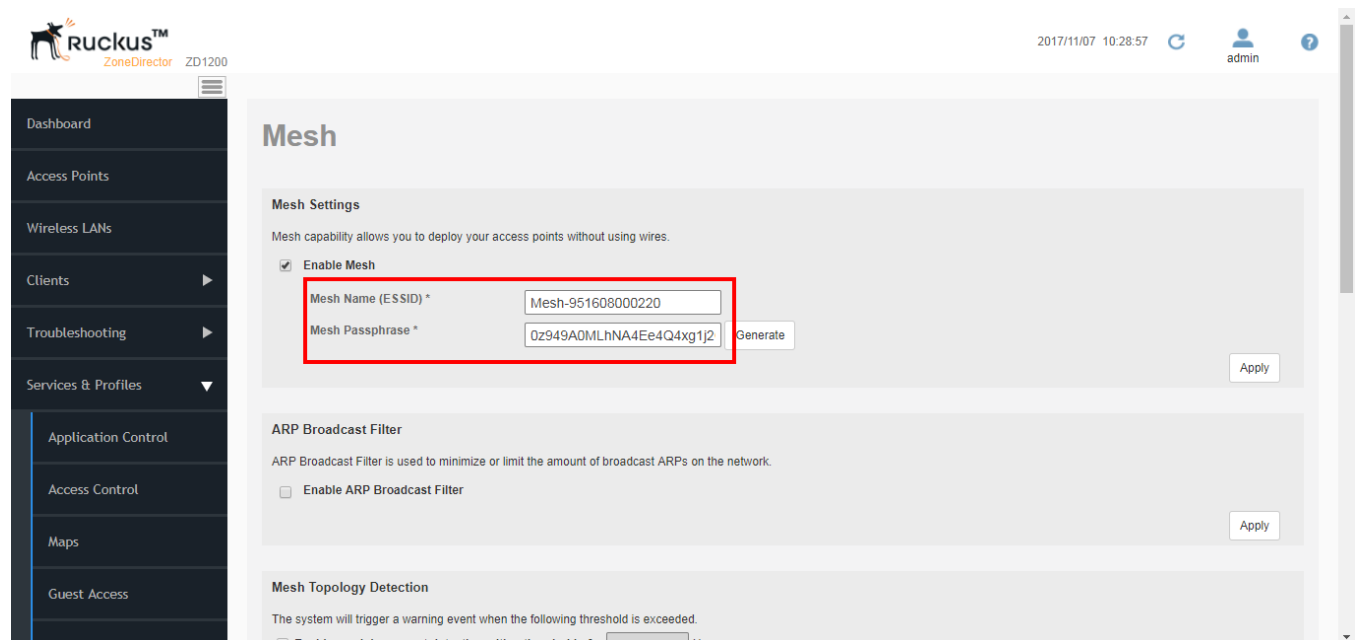 RUCKUS™
ZoneDirector ZD1200
2017/11/07 10:28:57
admin
?
Dashboard
Access Points
Wireless LANs
Clients
Troubleshooting
Services & Profiles
Application Control
Access Control
Maps
Guest Access
Mesh
Mesh Settings
Mesh capability allows you to deploy your access points without using wires.
Enable Mesh
Mesh Name (ESSID) *
Mesh-951608000220
Mesh Passphrase *
0z949A0MLhNA4Ee4Q4xg1j2
Generate
Apply
ARP Broadcast Filter
ARP Broadcast Filter is used to minimize or limit the amount of broadcast ARPs on the network.
Enable ARP Broadcast Filter
Apply
Mesh Topology Detection
The system will trigger a warning event when the following threshold is exceeded.